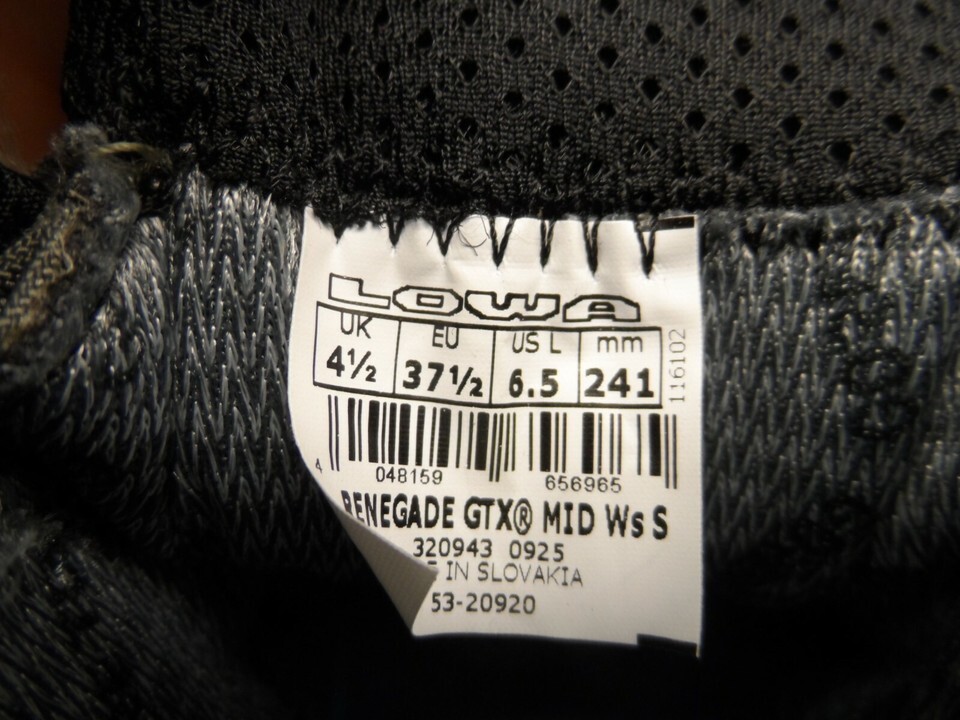 LOWA
UK EU US L mm
4½ 37½ 6.5 241
116102
4 048159 656965
RENEGADE GTX® MID Ws S
320943 0925
IN SLOVAKIA
53-20920